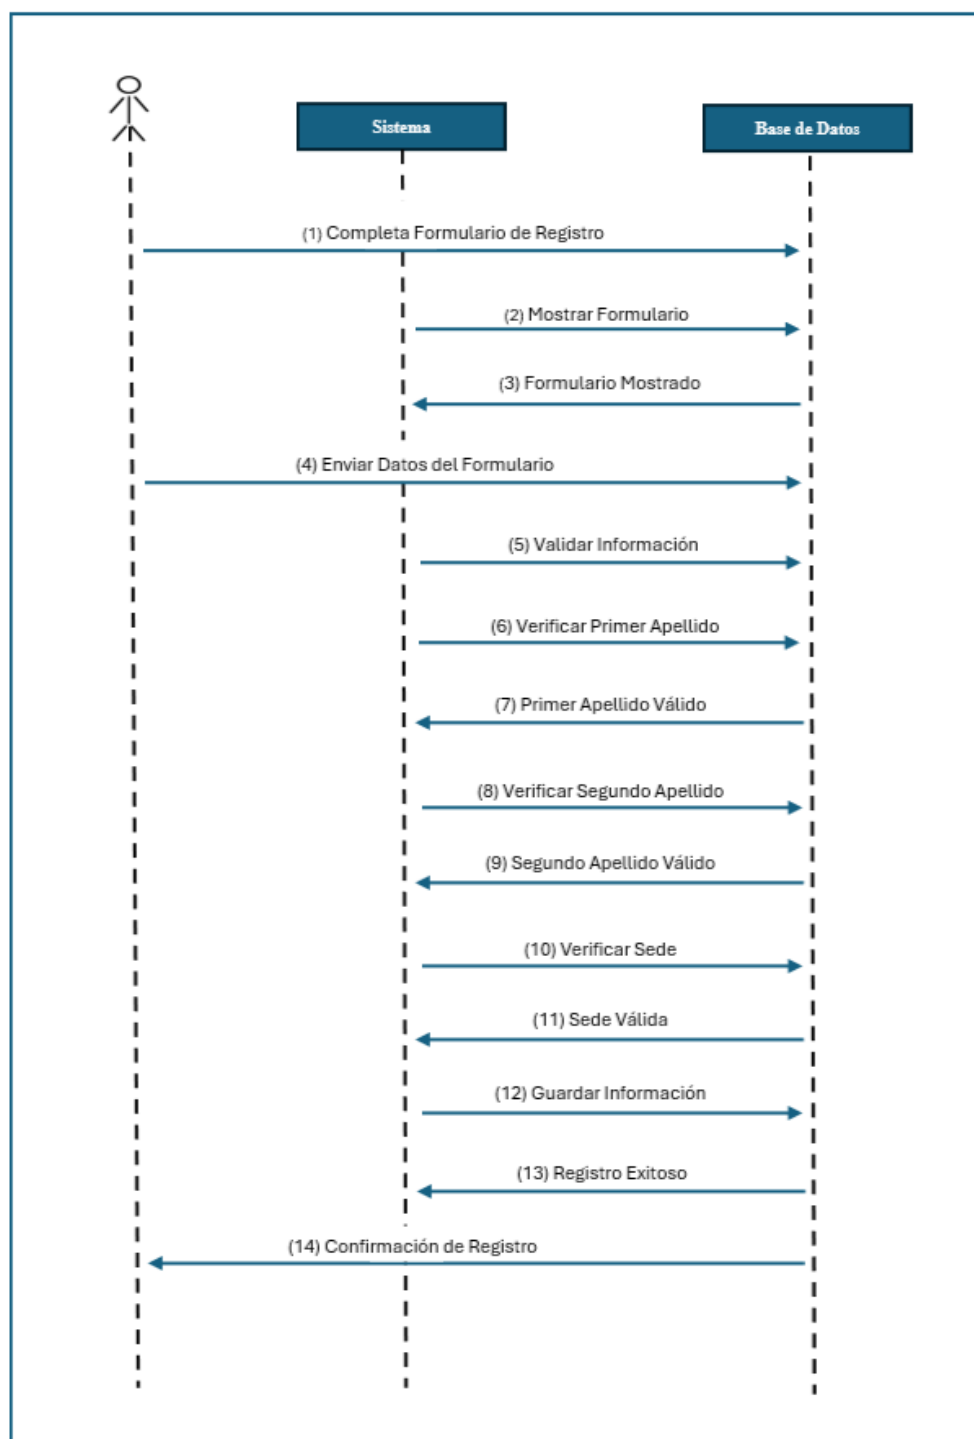 Sistema
Base de Datos
(1) Completa Formulario de Registro
(2) Mostrar Formulario
(3) Formulario Mostrado
(4) Enviar Datos del Formulario
(5) Validar Información
(6) Verificar Primer Apellido
(7) Primer Apellido Válido
(8) Verificar Segundo Apellido
(9) Segundo Apellido Válido
(10) Verificar Sede
(11) Sede Válida
(12) Guardar Información
(13) Registro Exitoso
(14) Confirmación de Registro